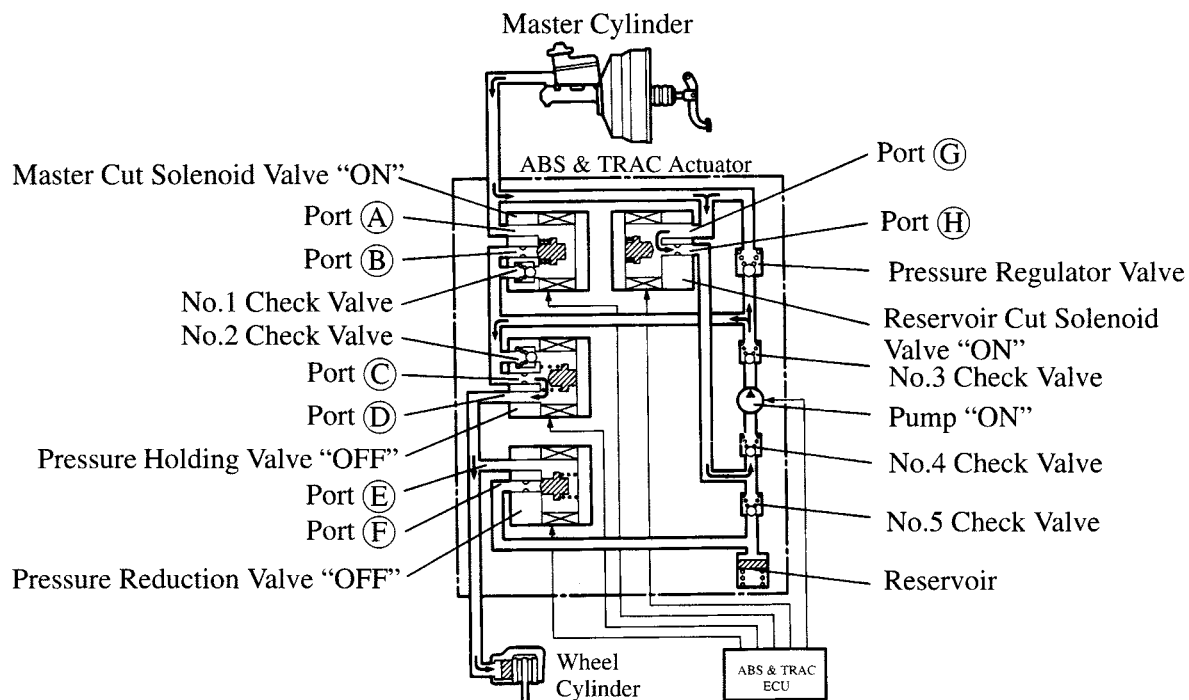 Master Cylinder
ABS & TRAC Actuator
Master Cut Solenoid Valve “ON”
Port Ⓐ
Port Ⓑ
No.1 Check Valve
No.2 Check Valve
Port Ⓒ
Port Ⓓ
Pressure Holding Valve “OFF”
Port Ⓔ
Port Ⓕ
Pressure Reduction Valve “OFF”
Port Ⓖ
Port Ⓗ
Pressure Regulator Valve
Reservoir Cut Solenoid
Valve “ON”
No.3 Check Valve
Pump “ON”
No.4 Check Valve
No.5 Check Valve
Reservoir
Wheel
Cylinder
ABS & TRAC
ECU